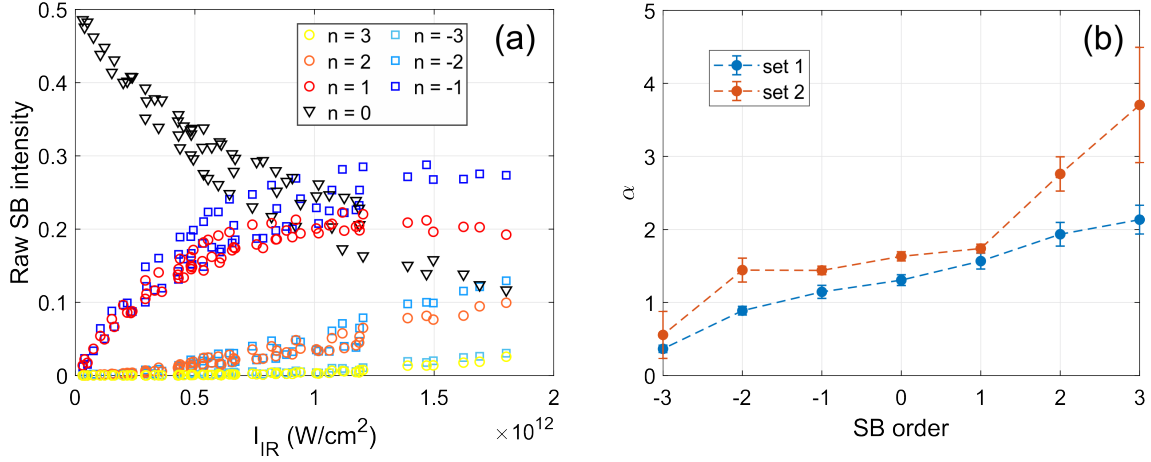 (a)
Raw SB intensity
0.5
0.4
0.3
0.2
0.1
0
n = 3
n = -3
n = 2
n = -2
n = 1
n = -1
n = 0
0 0.5 1 1.5 2
I_IR (W/cm²)
×10¹²
(b)
α
5
4
3
2
1
0
set 1
set 2
-3 -2 -1 0 1 2 3
SB order